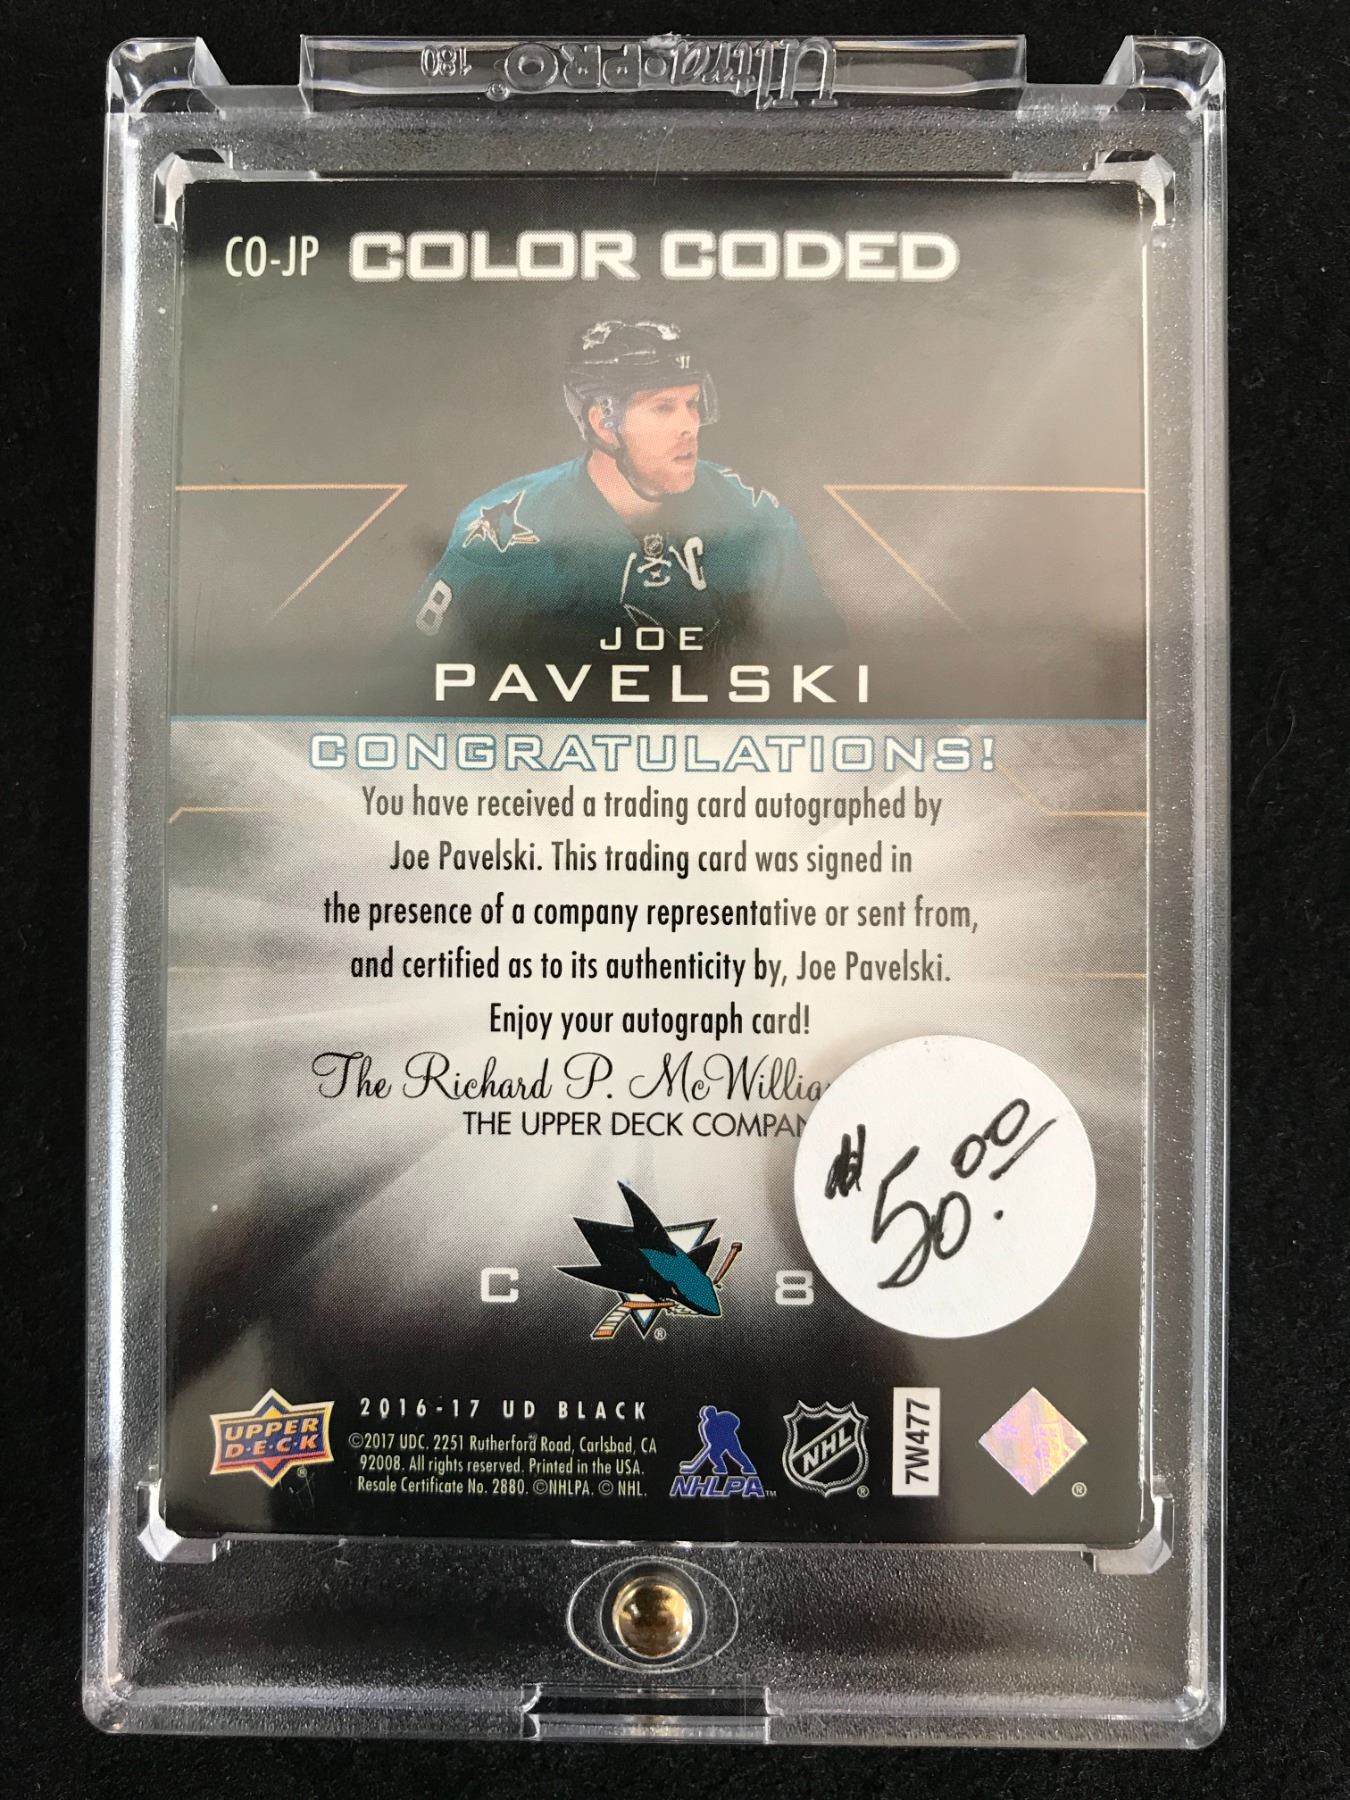 Ultra·PRO® 180
CO-JP COLOR CODED
8
C
JOE
PAVELSKI
CONGRATULATIONS!
You have received a trading card autographed by
Joe Pavelski. This trading card was signed in
the presence of a company representative or sent from,
and certified as to its authenticity by, Joe Pavelski.
Enjoy your autograph card!
The Richard P. McWillia
THE UPPER DECK COMPAN
$50.00
C 8
®
UPPER
D·E·C·K
®
2016-17 UD BLACK
©2017 UDC. 2251 Rutherford Road, Carlsbad, CA
92008. All rights reserved. Printed in the USA.
Resale Certificate No. 2880. ©NHLPA. © NHL.
NHLPA™
NHL®
7W477
®